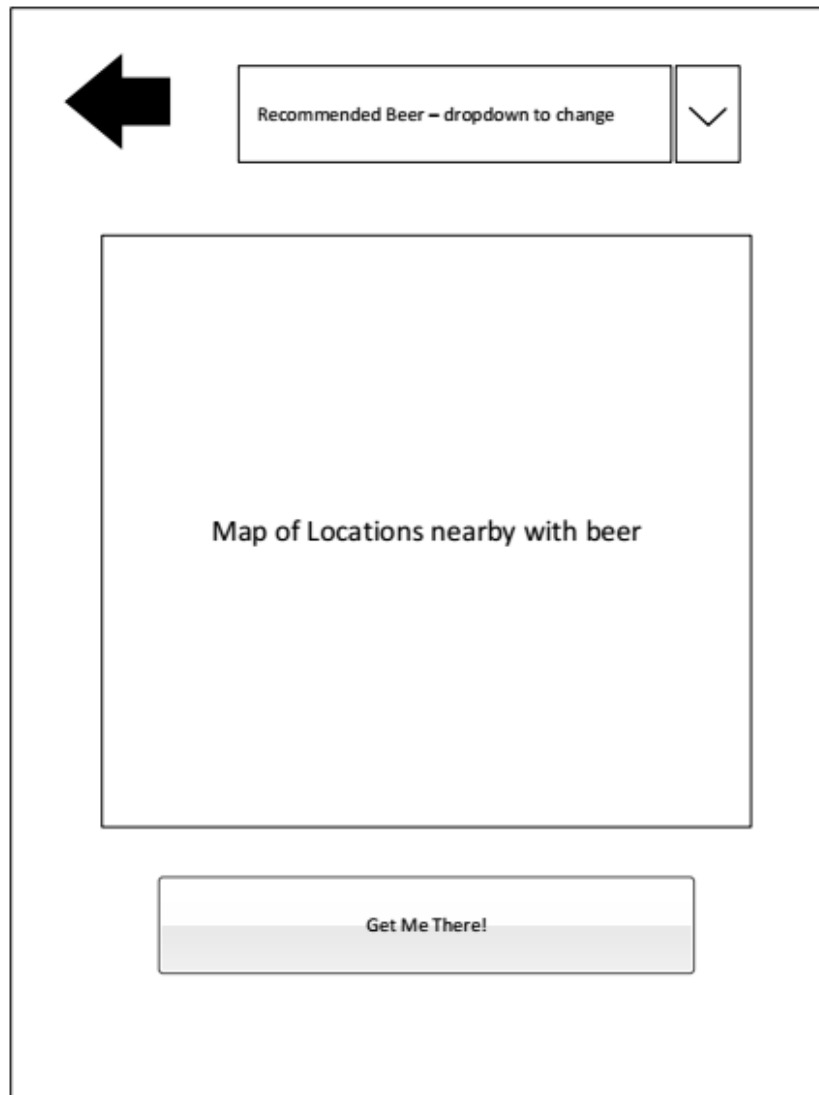 Recommended Beer – dropdown to change
Map of Locations nearby with beer
Get Me There!